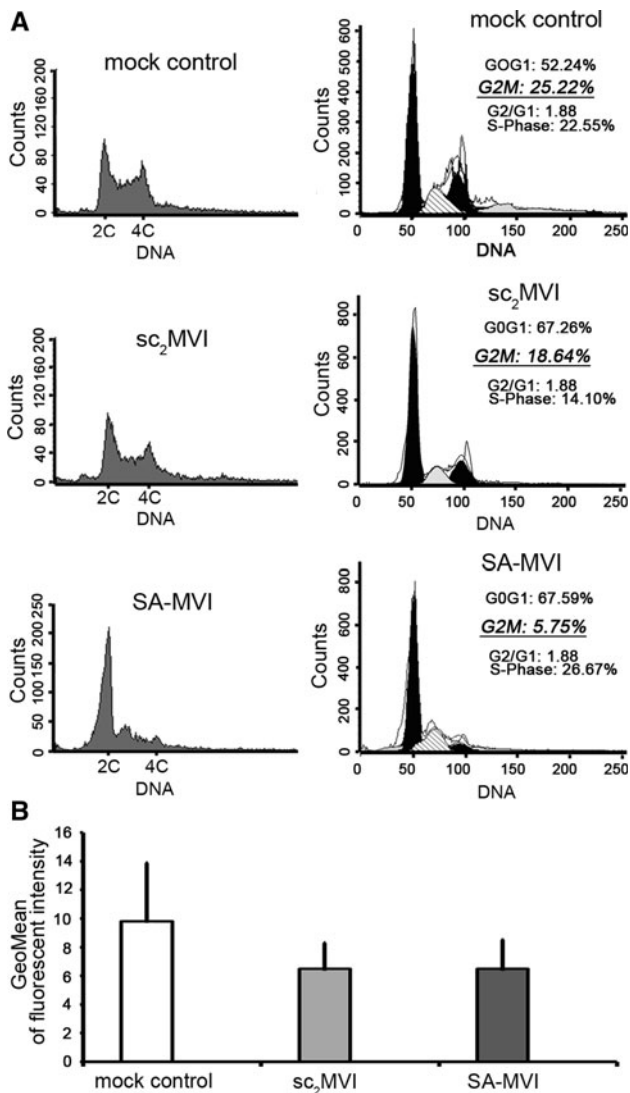 A
mock control
Counts
0 40 80 120 160 200
2C 4C
DNA
mock control
GOG1: 52.24%
G2M: 25.22%
G2/G1: 1.88
S-Phase: 22.55%
Counts
0 100 200 300 400 500 600
0 50 100 150 200 250
DNA
sc₂MVI
Counts
0 40 80 120 160 200
2C 4C
DNA
sc₂MVI
G0G1: 67.26%
G2M: 18.64%
G2/G1: 1.88
S-Phase: 14.10%
Counts
0 200 400 600 800
0 50 100 150 200 250
DNA
SA-MVI
Counts
0 50 100 150 200 250
2C 4C
DNA
SA-MVI
G0G1: 67.59%
G2M: 5.75%
G2/G1: 1.88
S-Phase: 26.67%
Counts
0 200 400 600 800
0 50 100 150 200 250
DNA
B
GeoMean
of fluorescent intensity
16
14
12
10
8
6
4
2
0
mock control sc₂MVI SA-MVI